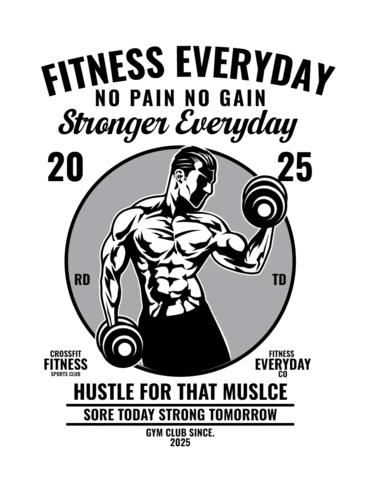 FITNESS EVERYDAY
NO PAIN NO GAIN
Stronger Everyday
20 25
RD TD
CROSSFIT
FITNESS
SPORTS CLUB
FITNESS
EVERYDAY
CO
HUSTLE FOR THAT MUSLCE
SORE TODAY STRONG TOMORROW
GYM CLUB SINCE.
2025